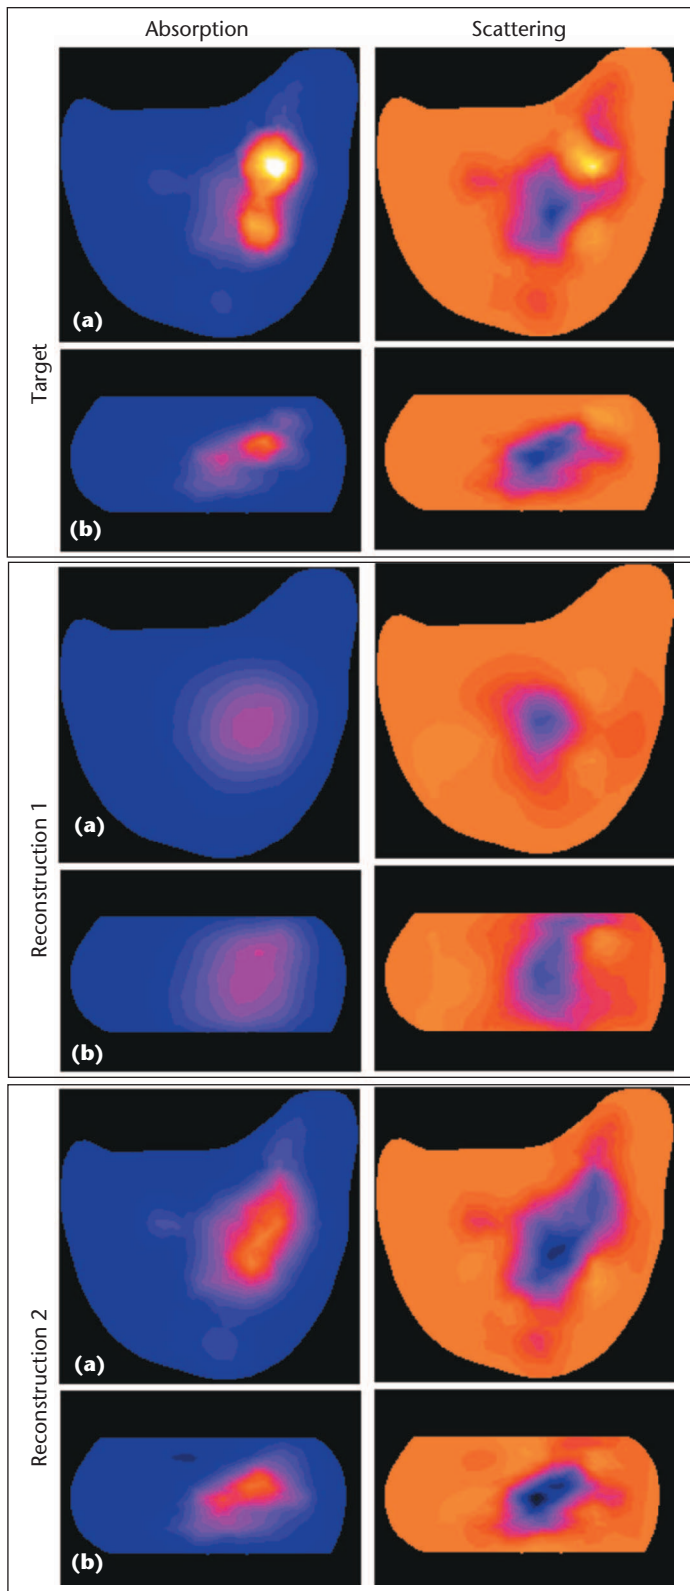 Absorption
Scattering
(a)
Target
(b)
(a)
Reconstruction 1
(b)
(a)
Reconstruction 2
(b)